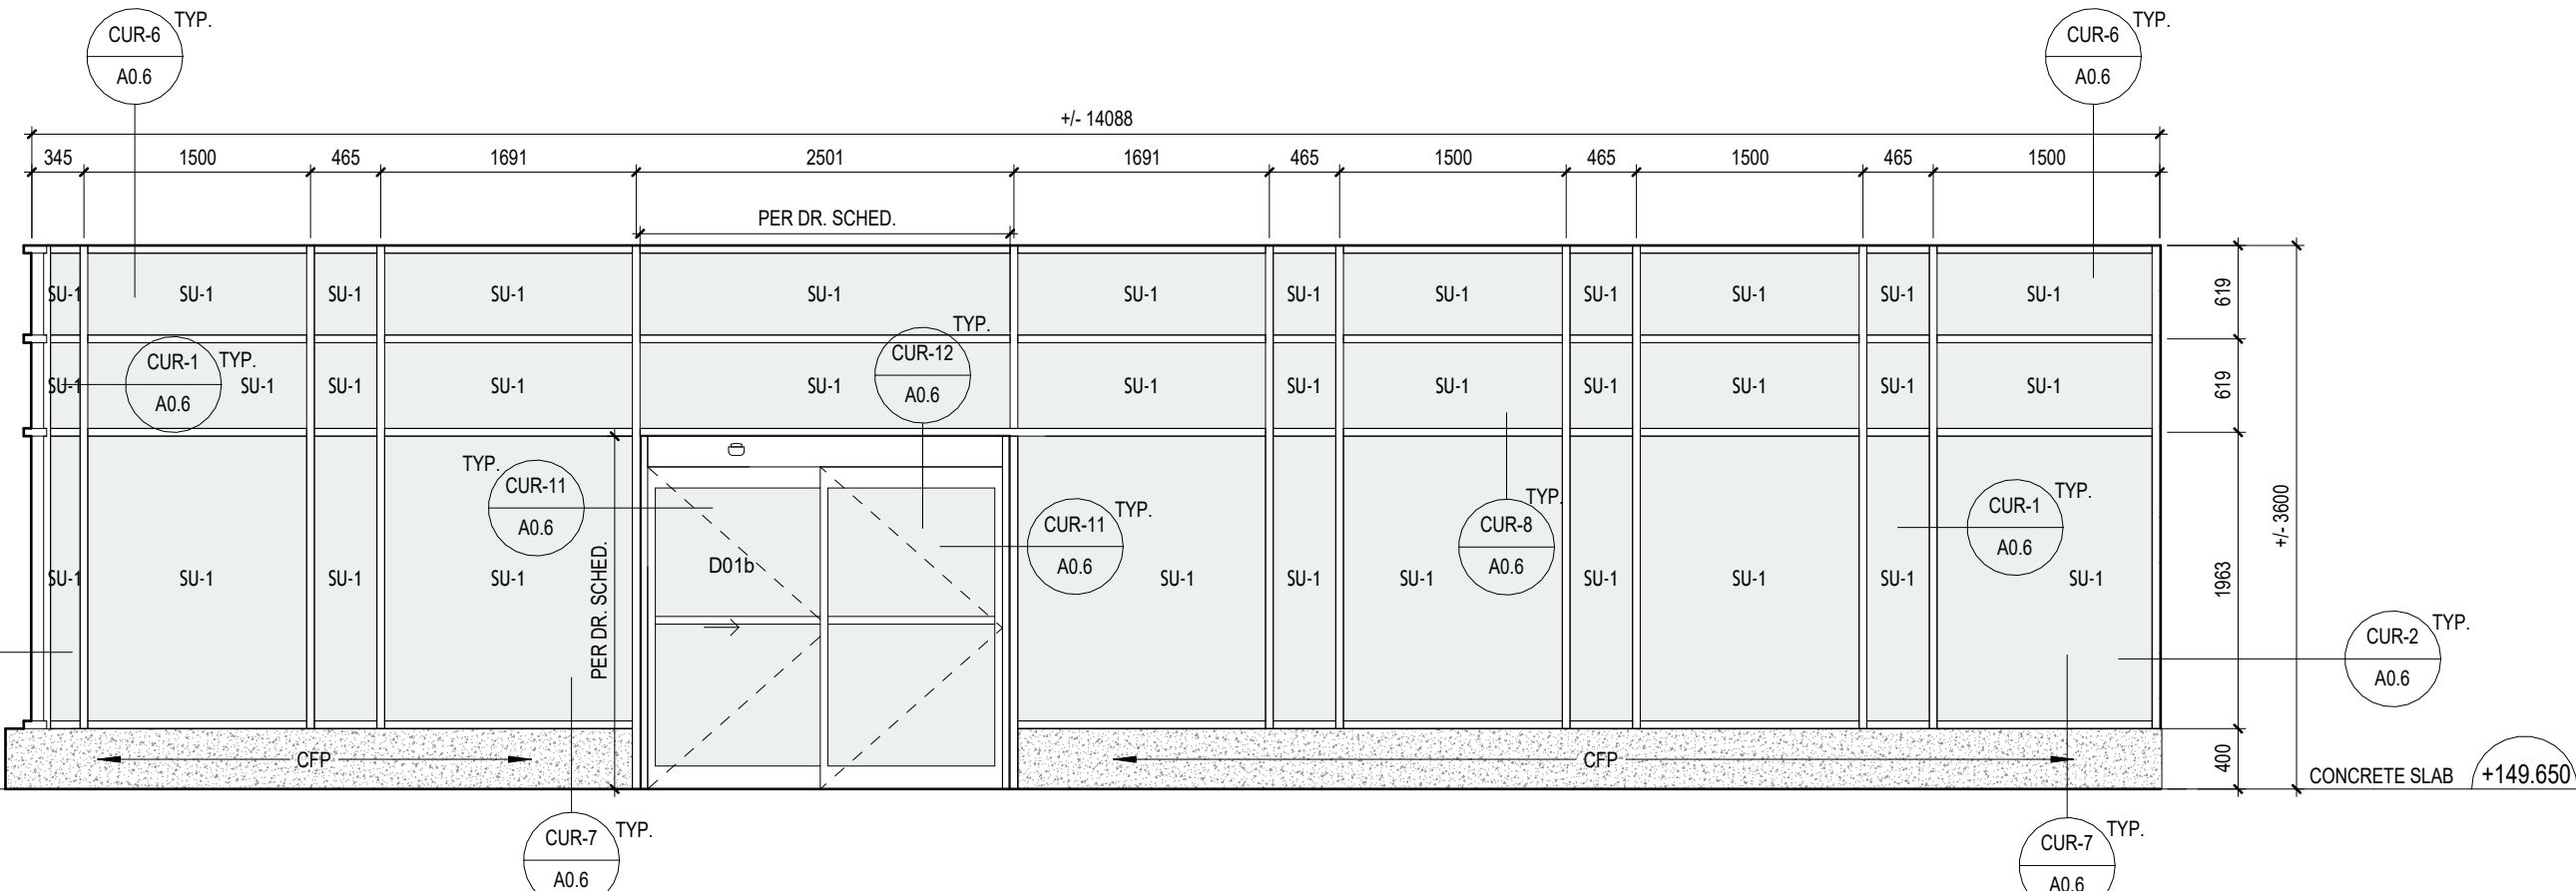 CUR-6 TYP.
A0.6
CUR-6 TYP.
A0.6
+/- 14088
345 1500 465 1691 2501 1691 465 1500 465 1500 465 1500
PER DR. SCHED.
SU-1 SU-1 SU-1 SU-1 SU-1 SU-1 SU-1 SU-1 SU-1 SU-1 SU-1 SU-1
619
CUR-1 TYP.
A0.6
CUR-12 TYP.
A0.6
SU-1 SU-1 SU-1 SU-1 SU-1 SU-1 SU-1 SU-1 SU-1 SU-1 SU-1 SU-1
619
TYP.
CUR-11
A0.6
CUR-11 TYP.
A0.6
TYP.
CUR-8
A0.6
CUR-1 TYP.
A0.6
+/- 3600
PER DR. SCHED.
D01b
SU-1 SU-1 SU-1 SU-1 SU-1 SU-1 SU-1 SU-1 SU-1 SU-1 SU-1
1963
CUR-2 TYP.
A0.6
CFP
CFP
400
CONCRETE SLAB +149.650
CUR-7 TYP.
A0.6
CUR-7 TYP.
A0.6